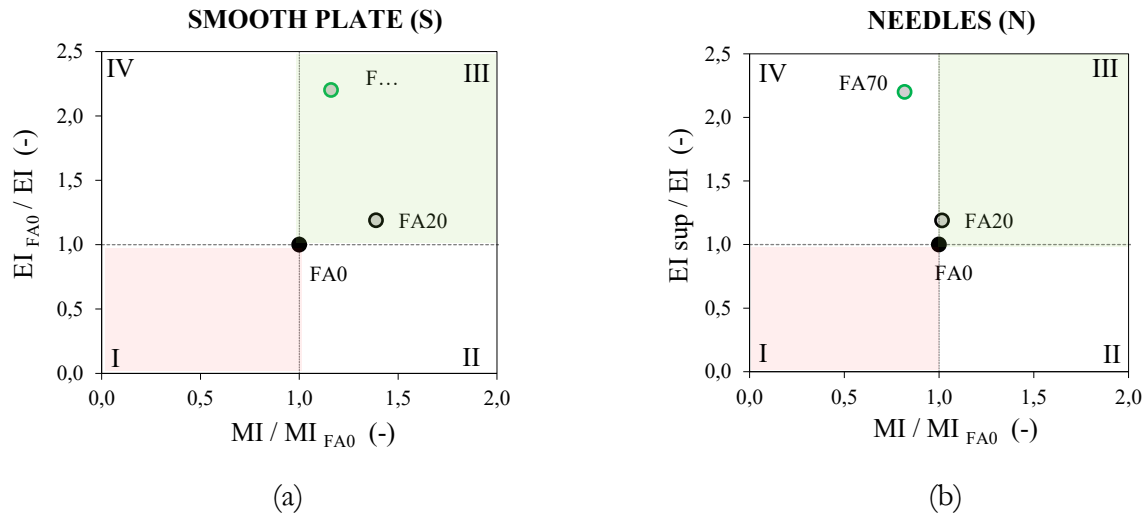 SMOOTH PLATE (S)
2,5
2,0
1,5
1,0
0,5
0,0
EI FA0 / EI (-)
IV
III
F…
FA20
FA0
I
II
0,0 0,5 1,0 1,5 2,0
MI / MI FA0 (-)
(a)
NEEDLES (N)
2,5
2,0
1,5
1,0
0,5
0,0
EI sup / EI (-)
IV
III
FA70
FA20
FA0
I
II
0,0 0,5 1,0 1,5 2,0
MI / MI FA0 (-)
(b)